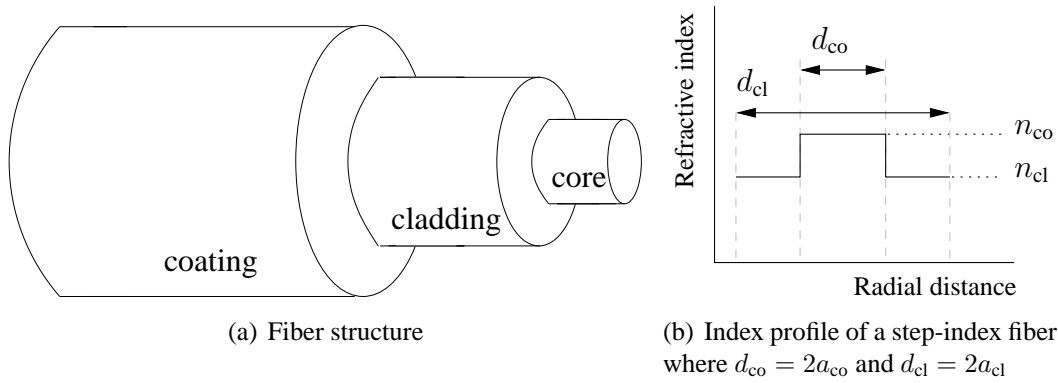 coating
cladding
core
(a) Fiber structure
Refractive index
d_co
d_cl
n_co
n_cl
Radial distance
(b) Index profile of a step-index fiber
where d_co = 2a_co and d_cl = 2a_cl